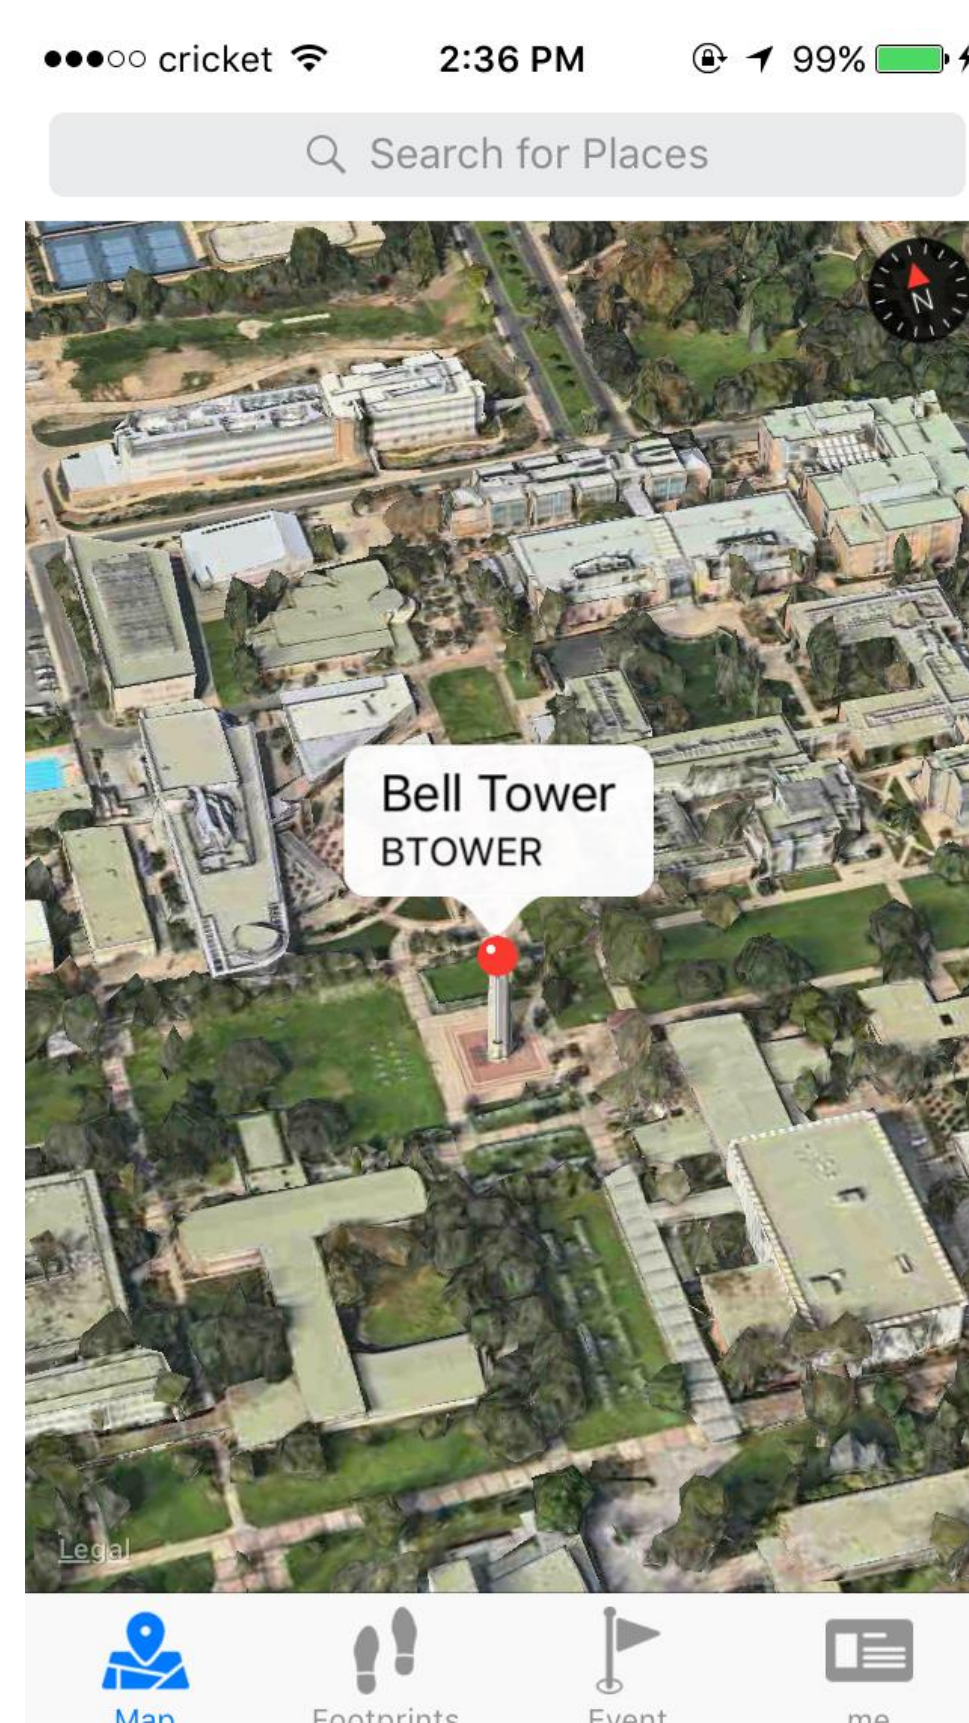 cricket 2:36 PM 99%
Search for Places
N
Bell Tower
BTOWER
Legal
Map Footprints Event me